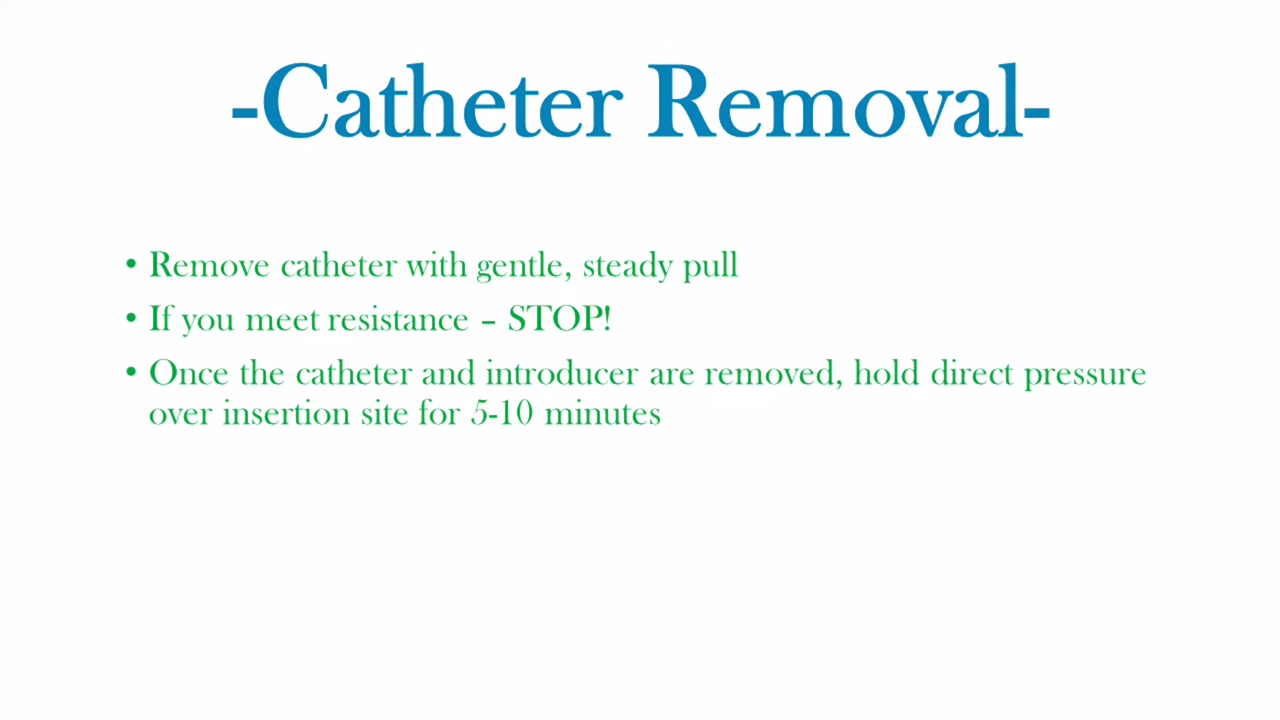 -Catheter Removal-
• Remove catheter with gentle, steady pull
• If you meet resistance – STOP!
• Once the catheter and introducer are removed, hold direct pressure
over insertion site for 5-10 minutes